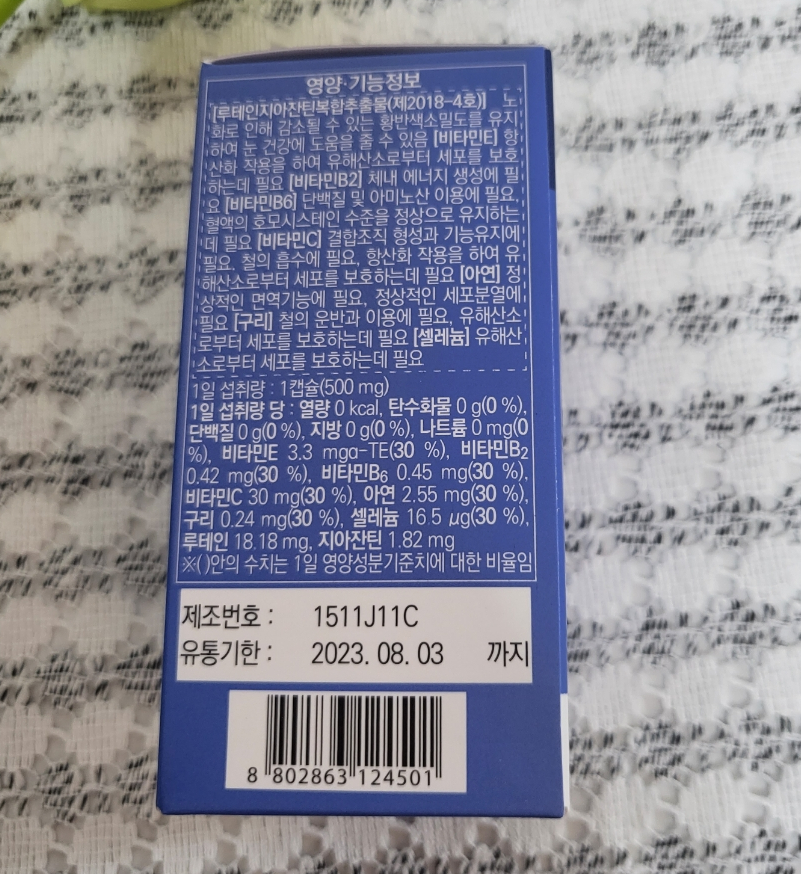 영양·기능정보
[루테인지아잔틴복합추출물(제2018-4호)] 노
화로 인해 감소될 수 있는 황반색소밀도를 유지
하여 눈 건강에 도움을 줄 수 있음 [비타민E] 항
산화 작용을 하여 유해산소로부터 세포를 보호
하는데 필요 [비타민B2] 체내 에너지 생성에 필
요 [비타민B6] 단백질 및 아미노산 이용에 필요,
혈액의 호모시스테인 수준을 정상으로 유지하는
데 필요 [비타민C] 결합조직 형성과 기능유지에
필요, 철의 흡수에 필요, 항산화 작용을 하여 유
해산소로부터 세포를 보호하는데 필요 [아연] 정
상적인 면역기능에 필요, 정상적인 세포분열에
필요 [구리] 철의 운반과 이용에 필요, 유해산소
로부터 세포를 보호하는데 필요 [셀레늄] 유해산
소로부터 세포를 보호하는데 필요
1일 섭취량 : 1캡슐(500 mg)
1일 섭취량 당 : 열량 0 kcal, 탄수화물 0 g(0 %),
단백질 0 g(0 %), 지방 0 g(0 %), 나트륨 0 mg(0
%), 비타민E 3.3 mgα-TE(30 %), 비타민B2
0.42 mg(30 %), 비타민B6 0.45 mg(30 %),
비타민C 30 mg(30 %), 아연 2.55 mg(30 %),
구리 0.24 mg(30 %), 셀레늄 16.5 μg(30 %),
루테인 18.18 mg, 지아잔틴 1.82 mg
※( )안의 수치는 1일 영양성분기준치에 대한 비율임
제조번호 : 1511J11C
유통기한 : 2023. 08. 03 까지
8 802863 124501